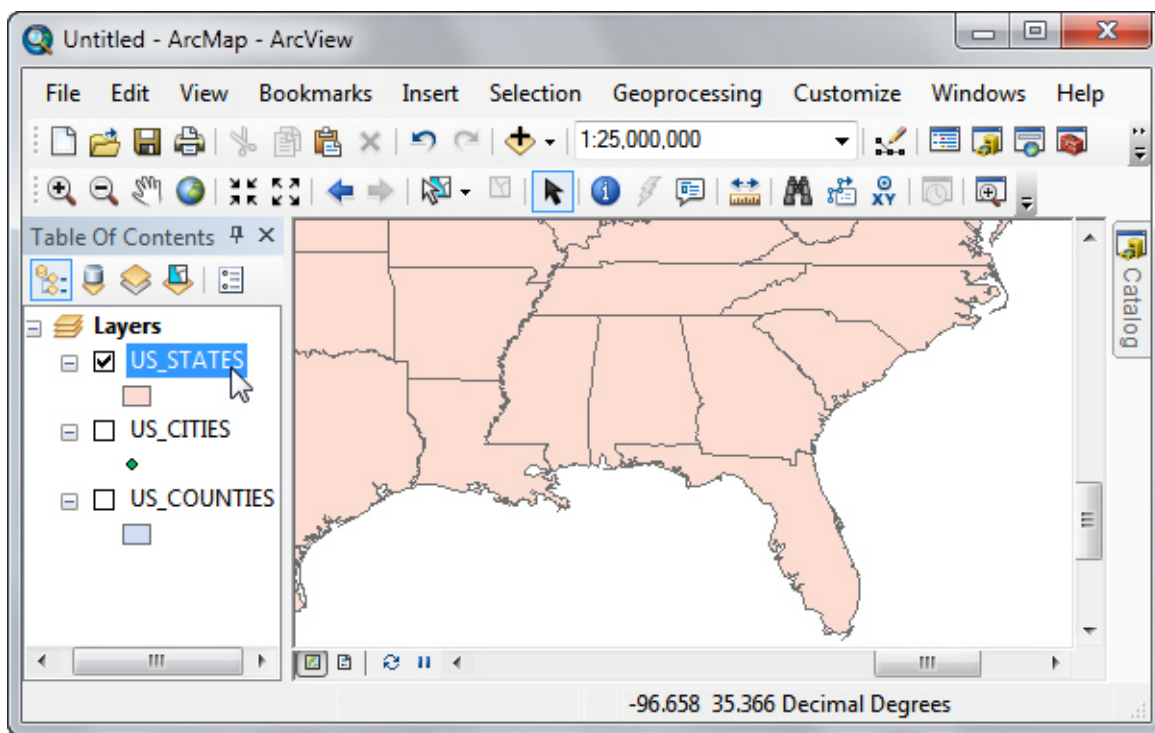 Untitled - ArcMap - ArcView
File Edit View Bookmarks Insert Selection Geoprocessing Customize Windows Help
1:25,000,000
XY
Table Of Contents
Layers
US_STATES
US_CITIES
US_COUNTIES
Catalog
-96.658 35.366 Decimal Degrees